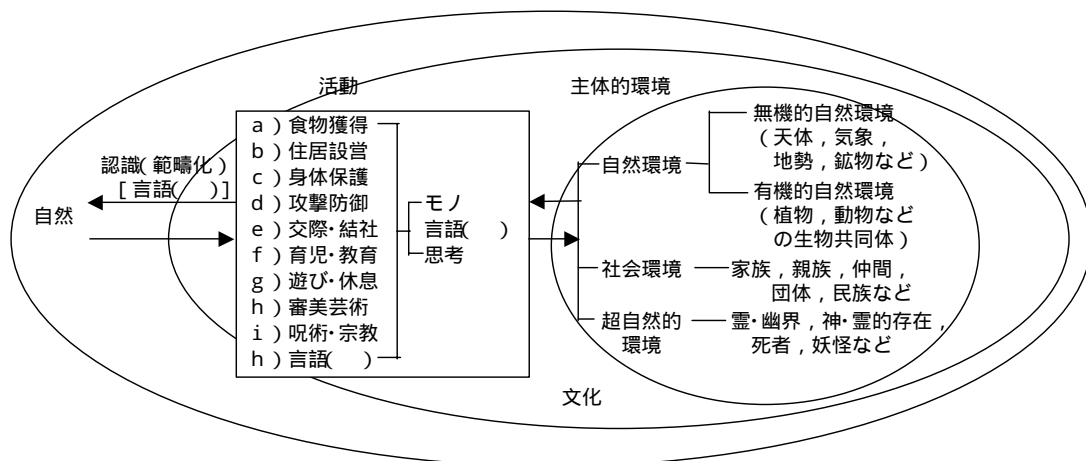 活動
a）食物獲得
b）住居設営
c）身体保護
d）攻撃防御
e）交際・結社
f）育児・教育
g）遊び・休息
h）審美芸術
i）呪術・宗教
h）言語(　)
認識(範疇化)
[言語(　)]
自然
モノ
言語(　)
思考
主体的環境
自然環境
無機的自然環境
(天体，気象，
地勢，鉱物など)
有機的自然環境
(植物，動物など
の生物共同体)
社会環境
家族，親族，仲間，
団体，民族など
超自然的
環境
霊・幽界，神・霊的存在，
死者，妖怪など
文化